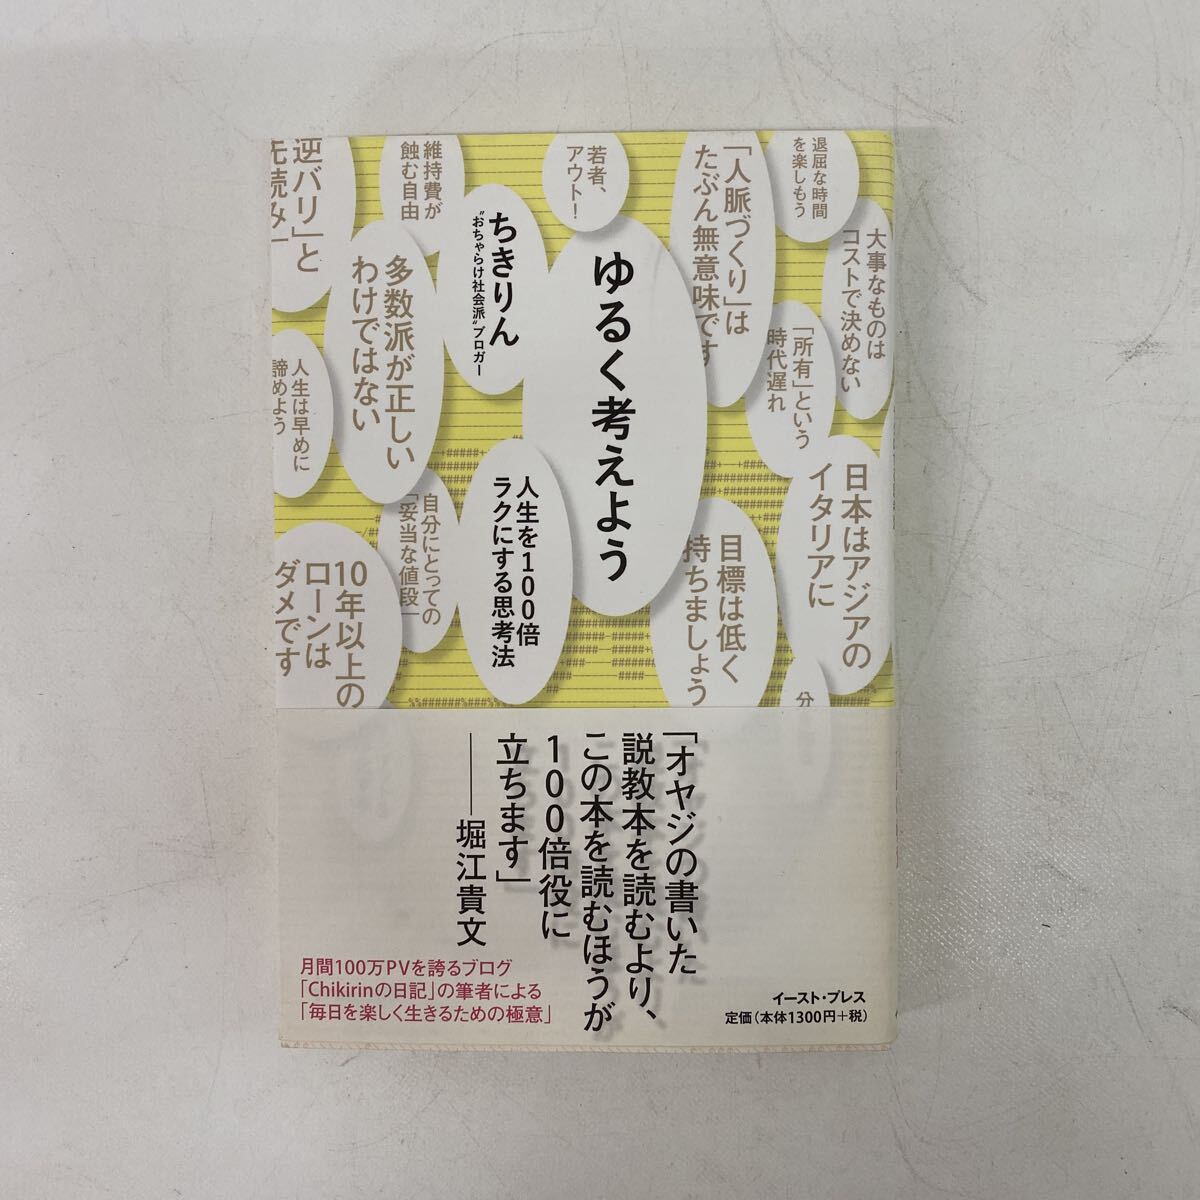 ゆるく考えよう
ちきりん
“おちゃらけ社会派”ブロガー
人生を100倍
ラクにする思考法
退屈な時間
を楽しもう
大事なものは
コストで決めない
「人脈づくり」は
たぶん無意味です
「所有」という
時代遅れ
若者、
アウト！
維持費が
蝕む自由
逆バリ」と
先読み」
多数派が正しい
わけではない
人生は早めに
諦めよう
日本はアジアの
イタリアに
目標は低く
持ちましょう
自分にとっての
「妥当な値段」
10年以上の
ローンは
ダメです
分
「オヤジの書いた
説教本を読むより、
この本を読むほうが
100倍役に
立ちます」
――堀江貴文
月間100万PVを誇るブログ
「Chikirinの日記」の筆者による
「毎日を楽しく生きるための極意」
イースト・プレス
定価（本体1300円+税）